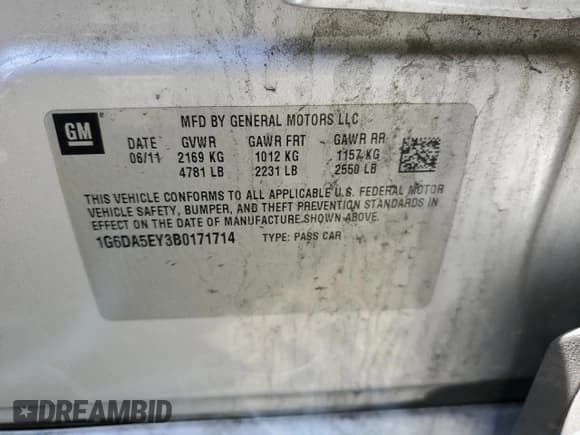 GM
MFD BY GENERAL MOTORS LLC
DATE GVWR GAWR FRT GAWR RR
06/11 2169 KG 1012 KG 1157 KG
4781 LB 2231 LB 2550 LB
THIS VEHICLE CONFORMS TO ALL APPLICABLE U.S. FEDERAL MOTOR
VEHICLE SAFETY, BUMPER, AND THEFT PREVENTION STANDARDS IN
EFFECT ON THE DATE OF MANUFACTURE SHOWN ABOVE.
1G6DA5EY3B0171714 TYPE: PASS CAR
DREAMBID